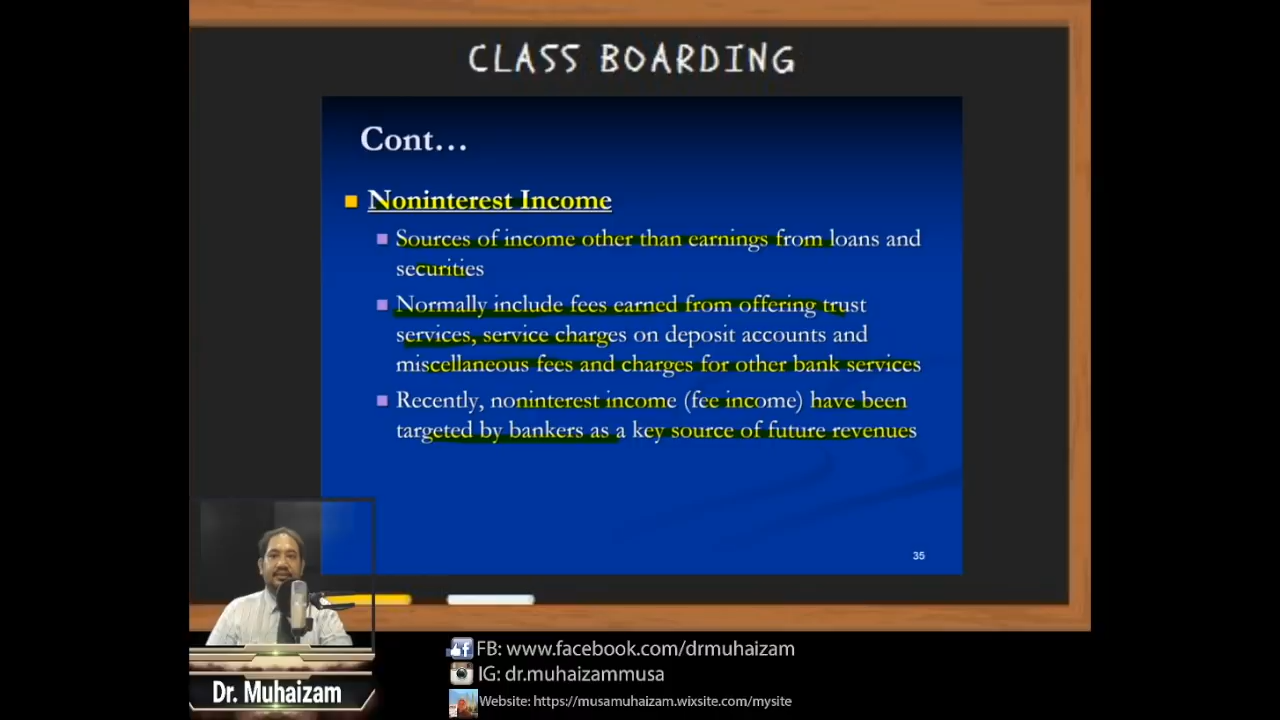 CLASS BOARDING
Cont...
Noninterest Income
Sources of income other than earnings from loans and
securities
Normally include fees earned from offering trust
services, service charges on deposit accounts and
miscellaneous fees and charges for other bank services
Recently, noninterest income (fee income) have been
targeted by bankers as a key source of future revenues
35
Dr. Muhaizam
FB: www.facebook.com/drmuhaizam
IG: dr.muhaizammusa
Website: https://musamuhaizam.wixsite.com/mysite